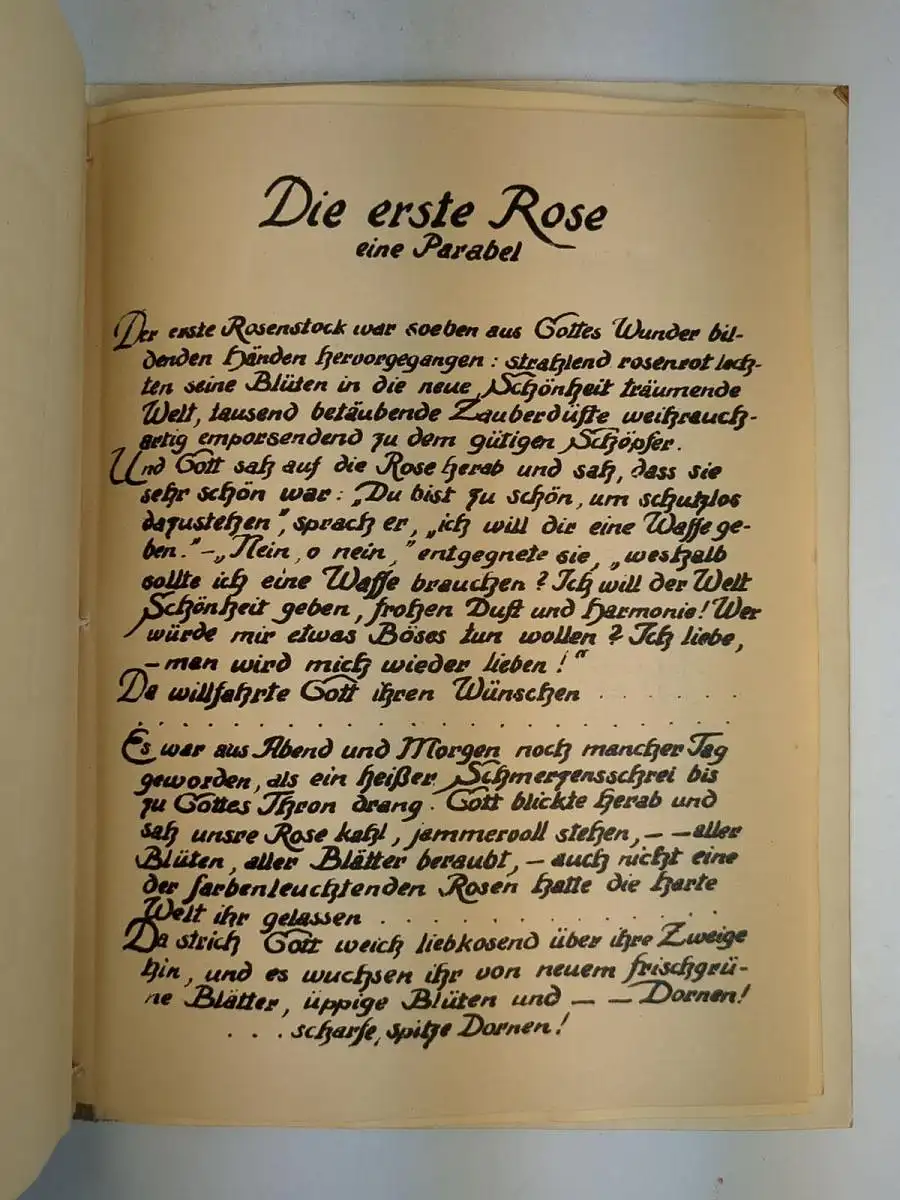 Die erste Rose
eine Parabel
Der erste Rosenstock war soeben aus Gottes Wunder bil-
denden Händen hervorgegangen: strahlend rosenrot lach-
ten seine Blüten in die neue, Schönheit träumende
Welt, tausend betäubende Zauberdüfte weihrauch-
artig emporsendend zu dem gütigen Schöpfer.
Und Gott sah auf die Rose herab und sah, dass sie
sehr schön war: „Du bist zu schön, um schutzlos
dazustehen", sprach er, „ich will dir eine Waffe ge-
ben." – „Nein, o nein," entgegnete sie, „weshalb
sollte ich eine Waffe brauchen? Ich will der Welt
Schönheit geben, frohen Duft und Harmonie! Wer
würde mir etwas Böses tun wollen? Ich liebe,
– man wird mich wieder lieben!"
Da willfahrte Gott ihren Wünschen . . . . . .
. . . . . . . . . . . . . . . . . . . . . .
Es war aus Abend und Morgen noch mancher Tag
geworden, als ein heißer Schmerzensschrei bis
zu Gottes Thron drang. Gott blickte herab und
sah unsre Rose kahl, jammervoll stehen, – – aller
Blüten, aller Blätter beraubt, – auch nicht eine
der farbenleuchtenden Rosen hatte die harte
Welt ihr gelassen . . . . . . . . . . . . .
Da strich Gott weich liebkosend über ihre Zweige
hin, und es wuchsen ihr von neuem frischgrü-
ne Blätter, üppige Blüten und – – Dornen!
. . . scharfe, spitze Dornen!